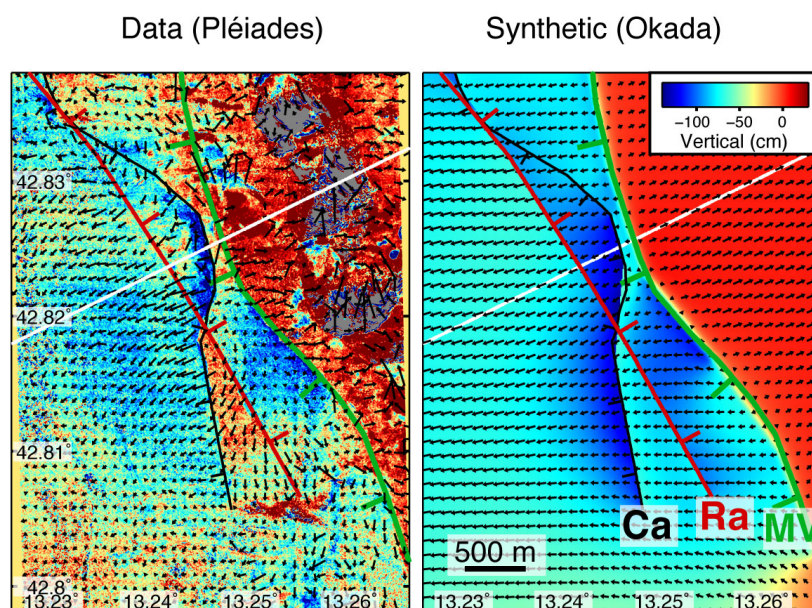 Data (Pléiades)
Synthetic (Okada)
−100 −50 0
Vertical (cm)
42.83°
42.82°
42.81°
42.8°
Ca
Ra
MV
500 m
13.23° 13.24° 13.25° 13.26°
13.23° 13.24° 13.25° 13.26°